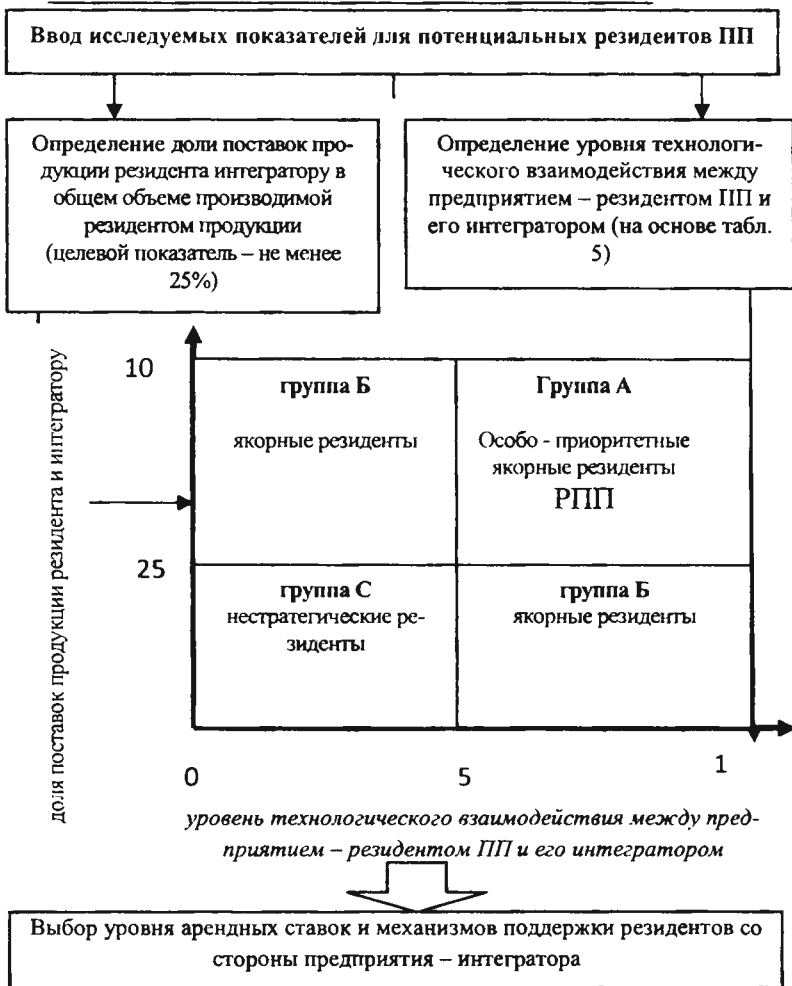 Ввод исследуемых показателей для потенциальных резидентов ПП
Определение доли поставок про-
дукции резидента интегратору в
общем объеме производимой
резидентом продукции
(целевой показатель – не менее
25%)
Определение уровня технологи-
ческого взаимодействия между
предприятием – резидентом ПП и
его интегратором (на основе табл.
5)
доля поставок продукции резидента и интегратору
10
группа Б
якорные резиденты
Группа А
Особо - приоритетные
якорные резиденты
РПП
25
группа С
нестратегические ре-
зиденты
группа Б
якорные резиденты
0
5
1
уровень технологического взаимодействия между пред-
приятием – резидентом ПП и его интегратором
Выбор уровня арендных ставок и механизмов поддержки резидентов со
стороны предприятия – интегратора